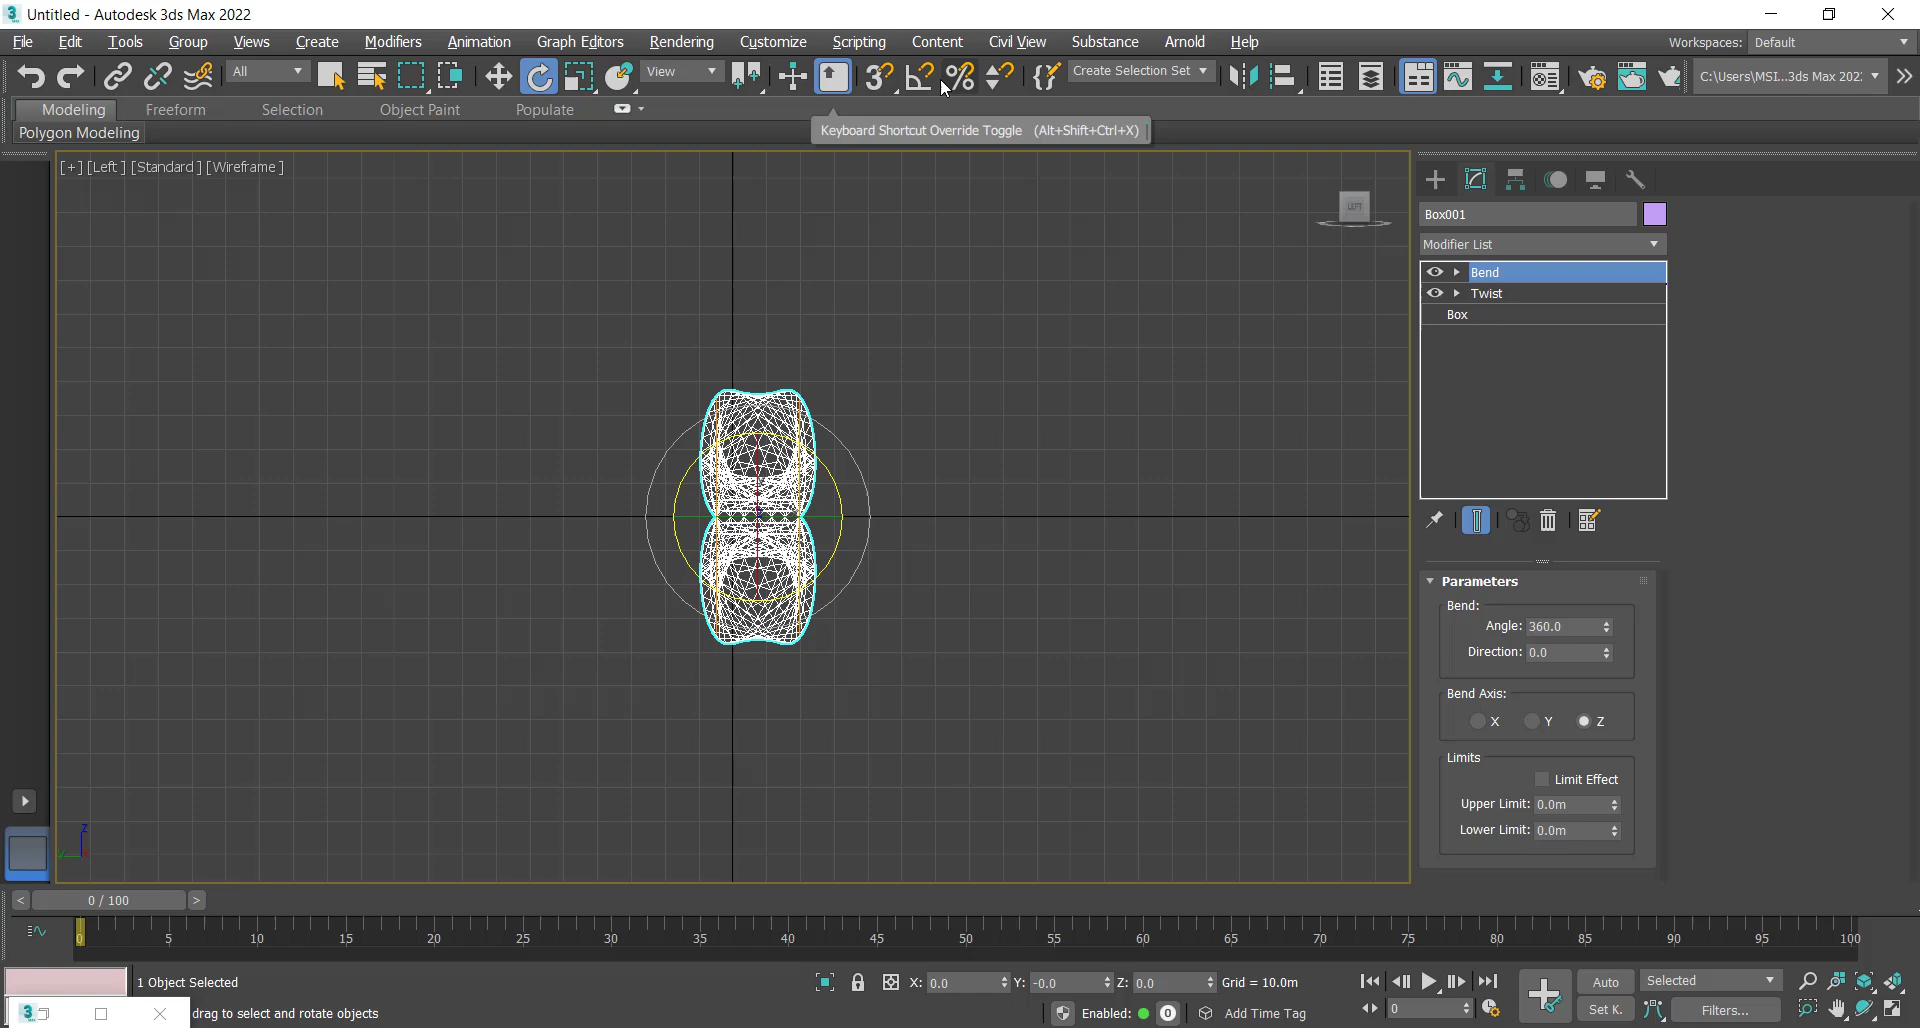 Untitled - Autodesk 3ds Max 2022
File Edit Tools Group Views Create Modifiers Animation Graph Editors Rendering Customize Scripting Content Civil View Substance Arnold Help Workspaces: Default
All View Create Selection Set C:\Users\MSI...3ds Max 202:
Modeling Freeform Selection Object Paint Populate
Polygon Modeling
Keyboard Shortcut Override Toggle (Alt+Shift+Ctrl+X)
[+] [Left ] [Standard ] [Wireframe ]
LEFT
Box001
Modifier List
Bend
Twist
Box
Parameters
Bend:
Angle: 360.0
Direction: 0.0
Bend Axis:
X Y Z
Limits
Limit Effect
Upper Limit: 0.0m
Lower Limit: 0.0m
z
y x
< 0 / 100 >
0 5 10 15 20 25 30 35 40 45 50 55 60 65 70 75 80 85 90 95 100
1 Object Selected X: 0.0 Y: -0.0 Z: 0.0 Grid = 10.0m Auto Selected
drag to select and rotate objects Enabled: 0 Add Time Tag 0 Set K. Filters...